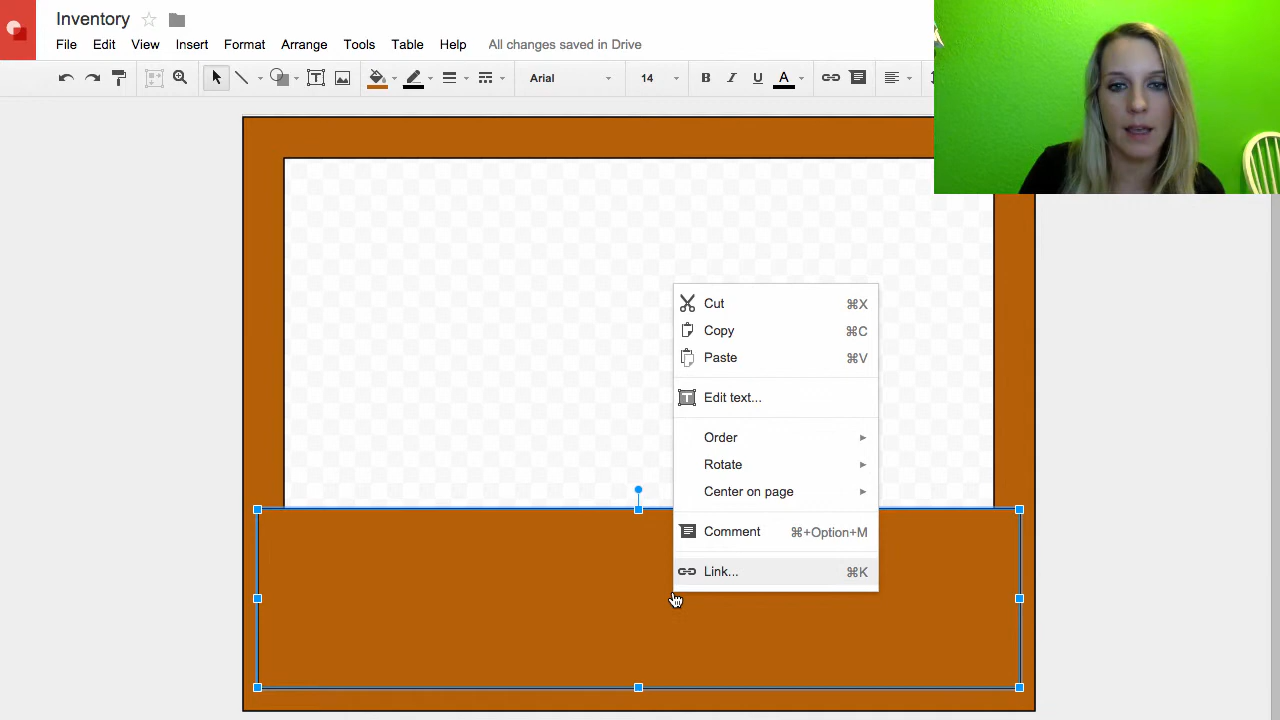 Inventory
File Edit View Insert Format Arrange Tools Table Help All changes saved in Drive
Arial 14 B I U A
Cut ⌘X
Copy ⌘C
Paste ⌘V
Edit text...
Order
Rotate
Center on page
Comment ⌘+Option+M
Link... ⌘K